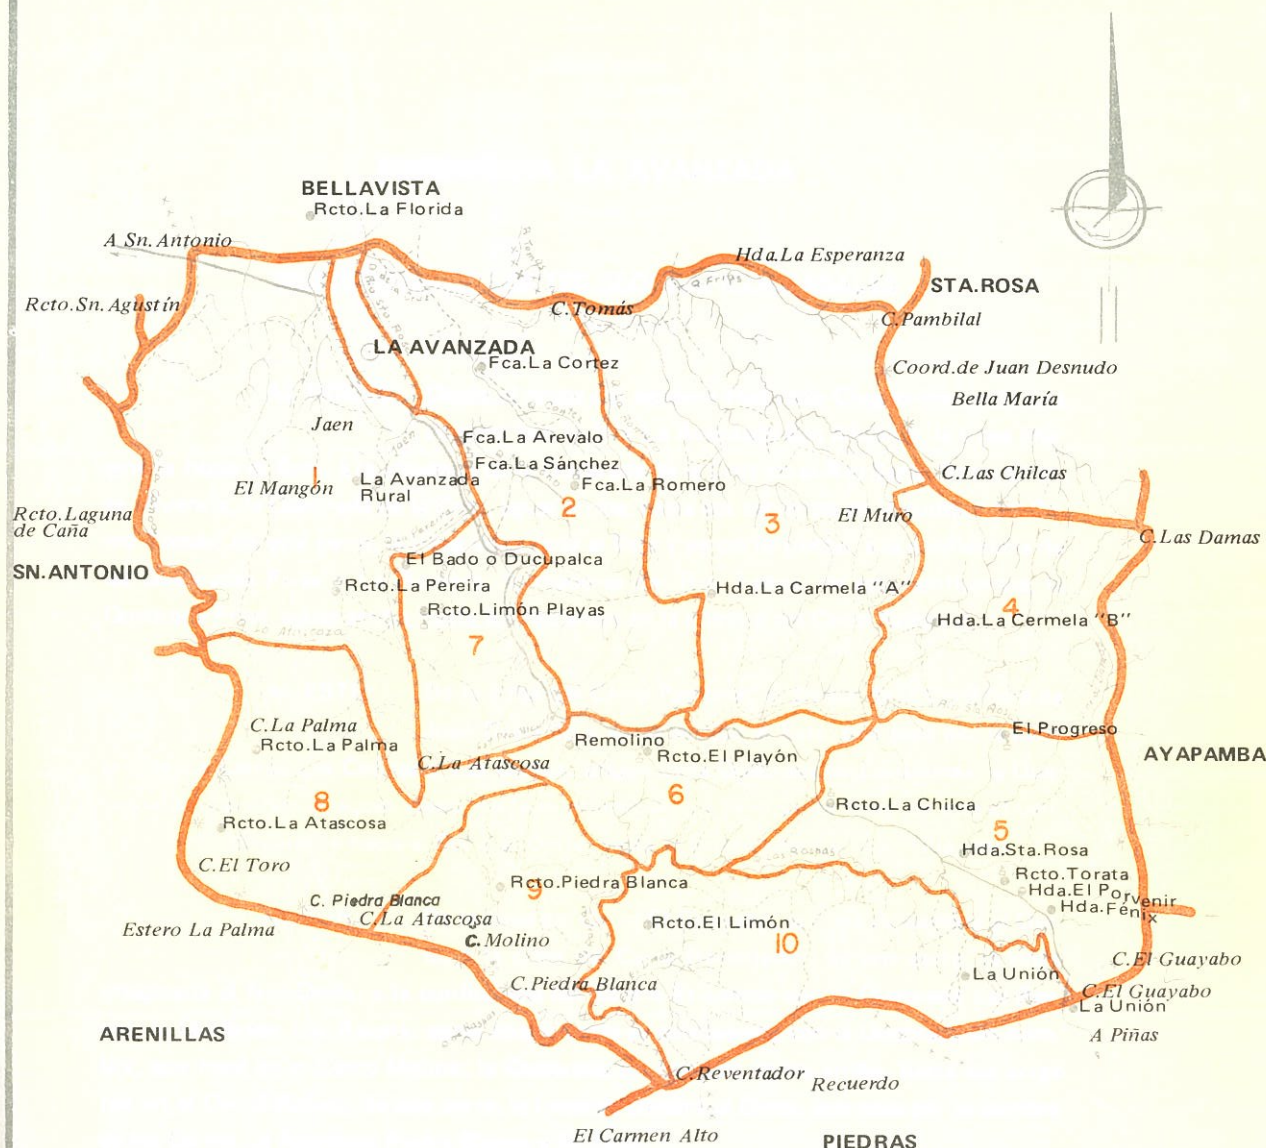 BELLAVISTA
Rcto.La Florida
A Sn.Antonio
Hda.La Esperanza
STA.ROSA
Rcto.Sn.Agustín
C.Tomás
C.Pambilal
LA AVANZADA
Fca.La Cortez
Coord.de Juan Desnudo
Bella María
Jaen
Fca.La Arevalo
Fca.La Sánchez
C.Las Chilcas
1
El Mangón
La Avanzada
Rural
Fca.La Romero
2
3
El Muro
Rcto.Laguna
de Caña
C.Las Damas
El Bado o Ducupalca
SN.ANTONIO
Rcto.La Pereira
Hda.La Carmela "A"
Rcto.Limón Playas
4
Hda.La Cermela "B"
7
C.La Palma
Rcto.La Palma
Remolino
El Progreso
Rcto.El Playón
AYAPAMBA
C.La Atascosa
8
6
Rcto.La Chilca
Rcto.La Atascosa
5
Hda.Sta.Rosa
C.El Toro
Rcto.Torata
9
Rcto.Piedra Blanca
Hda.El Porvenir
C. Piedra Blanca
Hda.Fénix
C.La Atascosa
Rcto.El Limón
Estero La Palma
C.Molino
10
C.El Guayabo
La Unión
C.Piedra Blanca
C.El Guayabo
La Unión
ARENILLAS
A Piñas
C.Reventador
Recuerdo
El Carmen Alto
PIEDRAS